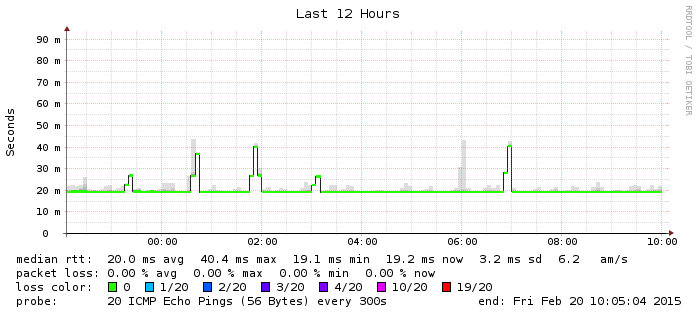 Last 12 Hours
RRDTOOL / TOBI OETIKER
Seconds
90 m
80 m
70 m
60 m
50 m
40 m
30 m
20 m
10 m
0
00:00 02:00 04:00 06:00 08:00 10:00
median rtt: 20.0 ms avg 40.4 ms max 19.1 ms min 19.2 ms now 3.2 ms sd 6.2 am/s
packet loss: 0.00 % avg 0.00 % max 0.00 % min 0.00 % now
loss color: 0 1/20 2/20 3/20 4/20 10/20 19/20
probe: 20 ICMP Echo Pings (56 Bytes) every 300s end: Fri Feb 20 10:05:04 2015